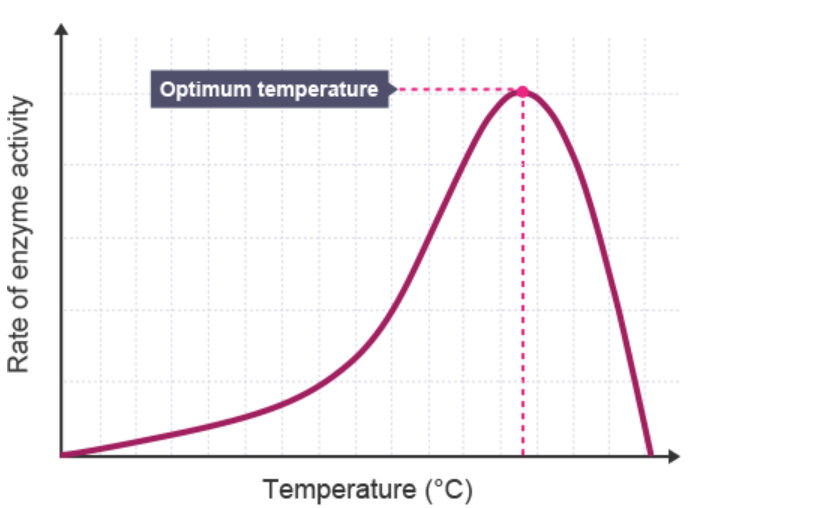 Optimum temperature
Rate of enzyme activity
Temperature (°C)